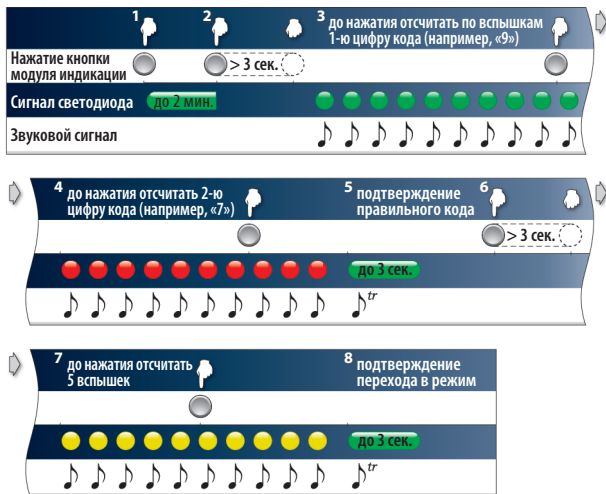 1 2 3 до нажатия отсчитать по вспышкам
1-ю цифру кода (например, «9»)
Нажатие кнопки
модуля индикации
> 3 сек.
Сигнал светодиода
до 2 мин.
Звуковой сигнал
4 до нажатия отсчитать 2-ю
цифру кода (например, «7»)
5 подтверждение
правильного кода
6
> 3 сек.
до 3 сек.
tr
7 до нажатия отсчитать
5 вспышек
8 подтверждение
перехода в режим
до 3 сек.
tr